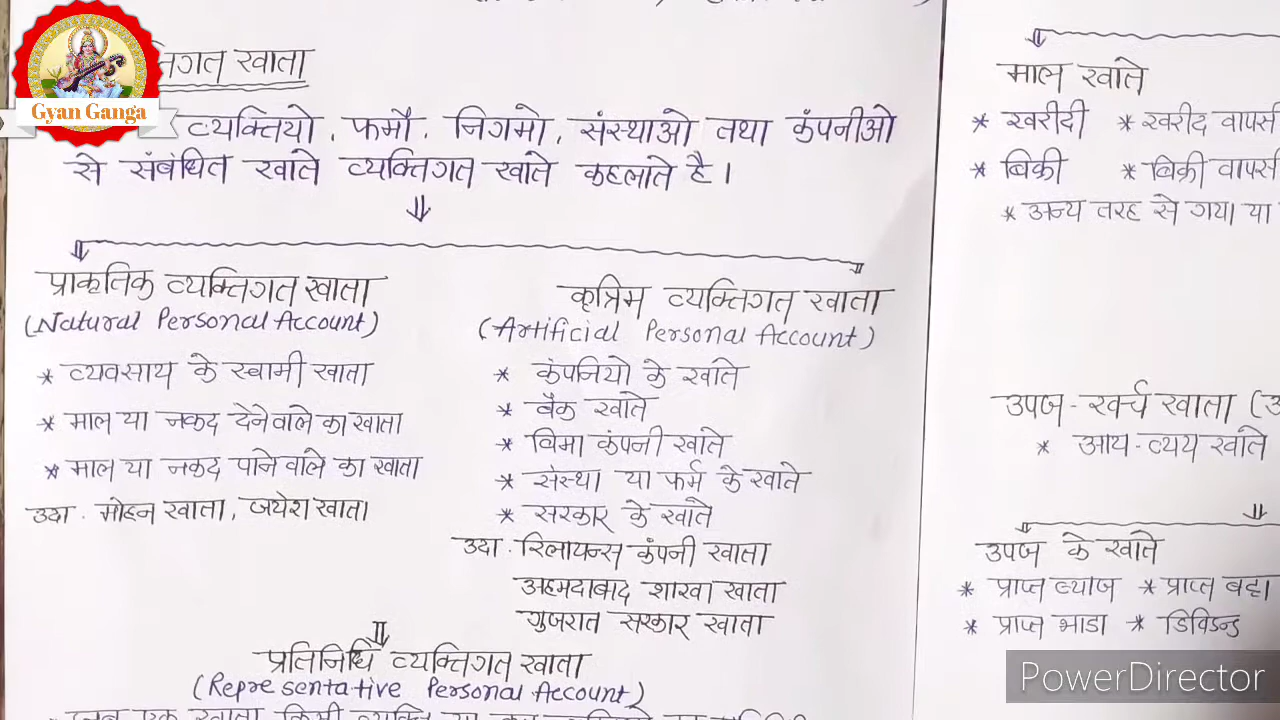 Gyan Ganga
खाता
व्यक्तियो, फर्मो, निगमो, संस्थाओ तथा कंपनीओ
से संबंधित खाते व्यक्तिगत खाते कहलाते है।
प्राकृतिक व्यक्तिगत खाता
(Natural Personal Account)
* व्यवसाय के स्वामी खाता
* माल या नकद देनेवाले का खाता
* माल या नकद पानेवाले का खाता
उदा. मोहन खाता, जयेश खाता
कृत्रिम व्यक्तिगत खाता
(Artificial Personal Account)
* कंपनियो के खाते
* बैंक खाते
* विमा कंपनी खाते
* संस्था या फर्म के खाते
* सरकार के खाते
उदा. रिलायन्स कंपनी खाता
अहमदाबाद शाखा खाता
गुजरात सरकार खाता
प्रतिनिधि व्यक्तिगत खाता
(Representative Personal Account)
माल खाते
* खरीदी * खरीद वापसी
* बिक्री * बिक्री वापसी
* अन्य तरह से गया या
उपज-खर्च खाता (
* आय-व्यय खाते
उपज के खाते
* प्राप्त ब्याज * प्राप्त बट्टा
* प्राप्त भाडा * डिविडन्ड
PowerDirector